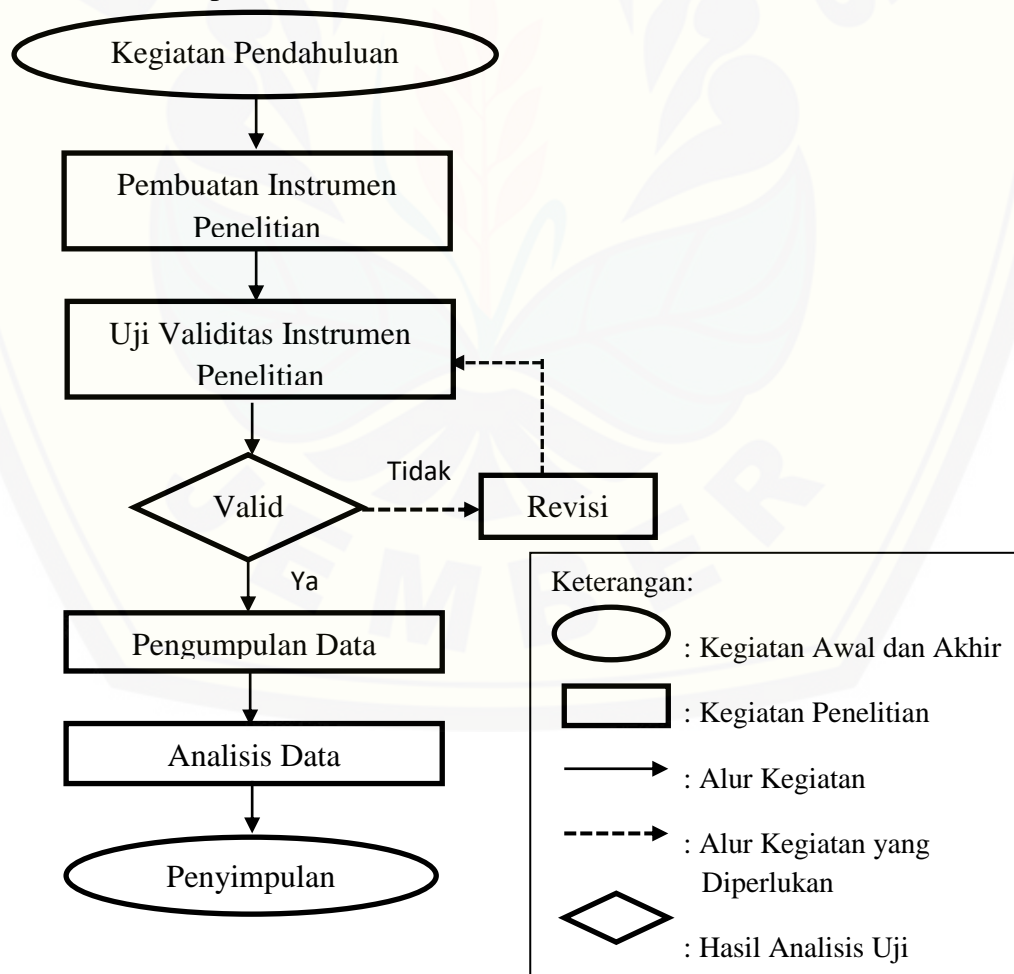 Kegiatan Pendahuluan
Pembuatan Instrumen
Penelitian
Uji Validitas Instrumen
Penelitian
Tidak
Valid
Revisi
Ya
Pengumpulan Data
Analisis Data
Penyimpulan
Keterangan:
: Kegiatan Awal dan Akhir
: Kegiatan Penelitian
: Alur Kegiatan
: Alur Kegiatan yang
Diperlukan
: Hasil Analisis Uji